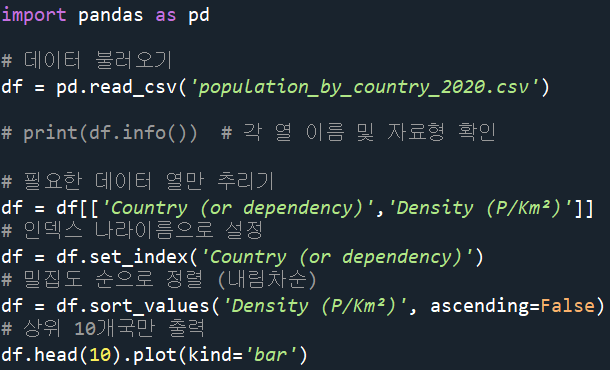 import pandas as pd
# 데이터 불러오기
df = pd.read_csv('population_by_country_2020.csv')
# print(df.info())  # 각 열 이름 및 자료형 확인
# 필요한 데이터 열만 추리기
df = df[['Country (or dependency)','Density (P/Km²)']]
# 인덱스 나라이름으로 설정
df = df.set_index('Country (or dependency)')
# 밀집도 순으로 정렬 (내림차순)
df = df.sort_values('Density (P/Km²)', ascending=False)
# 상위 10개국만 출력
df.head(10).plot(kind='bar')